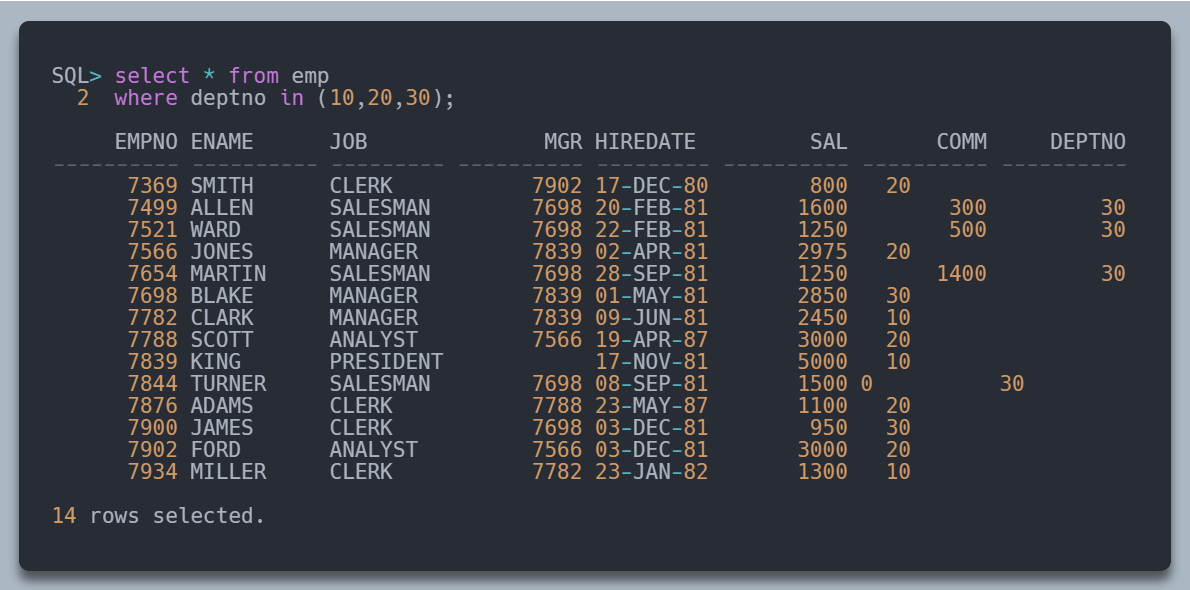 SQL> select * from emp
  2  where deptno in (10,20,30);

     EMPNO ENAME      JOB              MGR HIREDATE         SAL       COMM     DEPTNO
---------- ---------- --------- ---------- --------- ---------- ---------- ----------
      7369 SMITH      CLERK           7902 17-DEC-80        800   20
      7499 ALLEN      SALESMAN        7698 20-FEB-81       1600        300         30
      7521 WARD       SALESMAN        7698 22-FEB-81       1250        500         30
      7566 JONES      MANAGER         7839 02-APR-81       2975   20
      7654 MARTIN     SALESMAN        7698 28-SEP-81       1250       1400         30
      7698 BLAKE      MANAGER         7839 01-MAY-81       2850   30
      7782 CLARK      MANAGER         7839 09-JUN-81       2450   10
      7788 SCOTT      ANALYST         7566 19-APR-87       3000   20
      7839 KING       PRESIDENT            17-NOV-81       5000   10
      7844 TURNER     SALESMAN        7698 08-SEP-81       1500 0          30
      7876 ADAMS      CLERK           7788 23-MAY-87       1100   20
      7900 JAMES      CLERK           7698 03-DEC-81        950   30
      7902 FORD       ANALYST         7566 03-DEC-81       3000   20
      7934 MILLER     CLERK           7782 23-JAN-82       1300   10

14 rows selected.